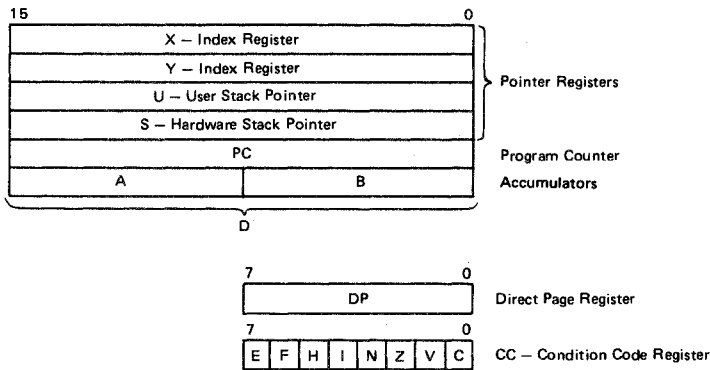 15 0
X – Index Register
Y – Index Register
U – User Stack Pointer
S – Hardware Stack Pointer
Pointer Registers
PC Program Counter
A B Accumulators
D
7 0
DP Direct Page Register
7 0
E F H I N Z V C CC – Condition Code Register